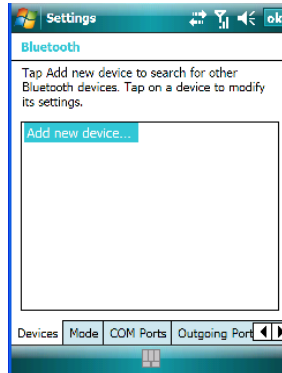 Settings
ok
Bluetooth
Tap Add new device to search for other
Bluetooth devices. Tap on a device to modify
its settings.
Add new device...
Devices Mode COM Ports Outgoing Port